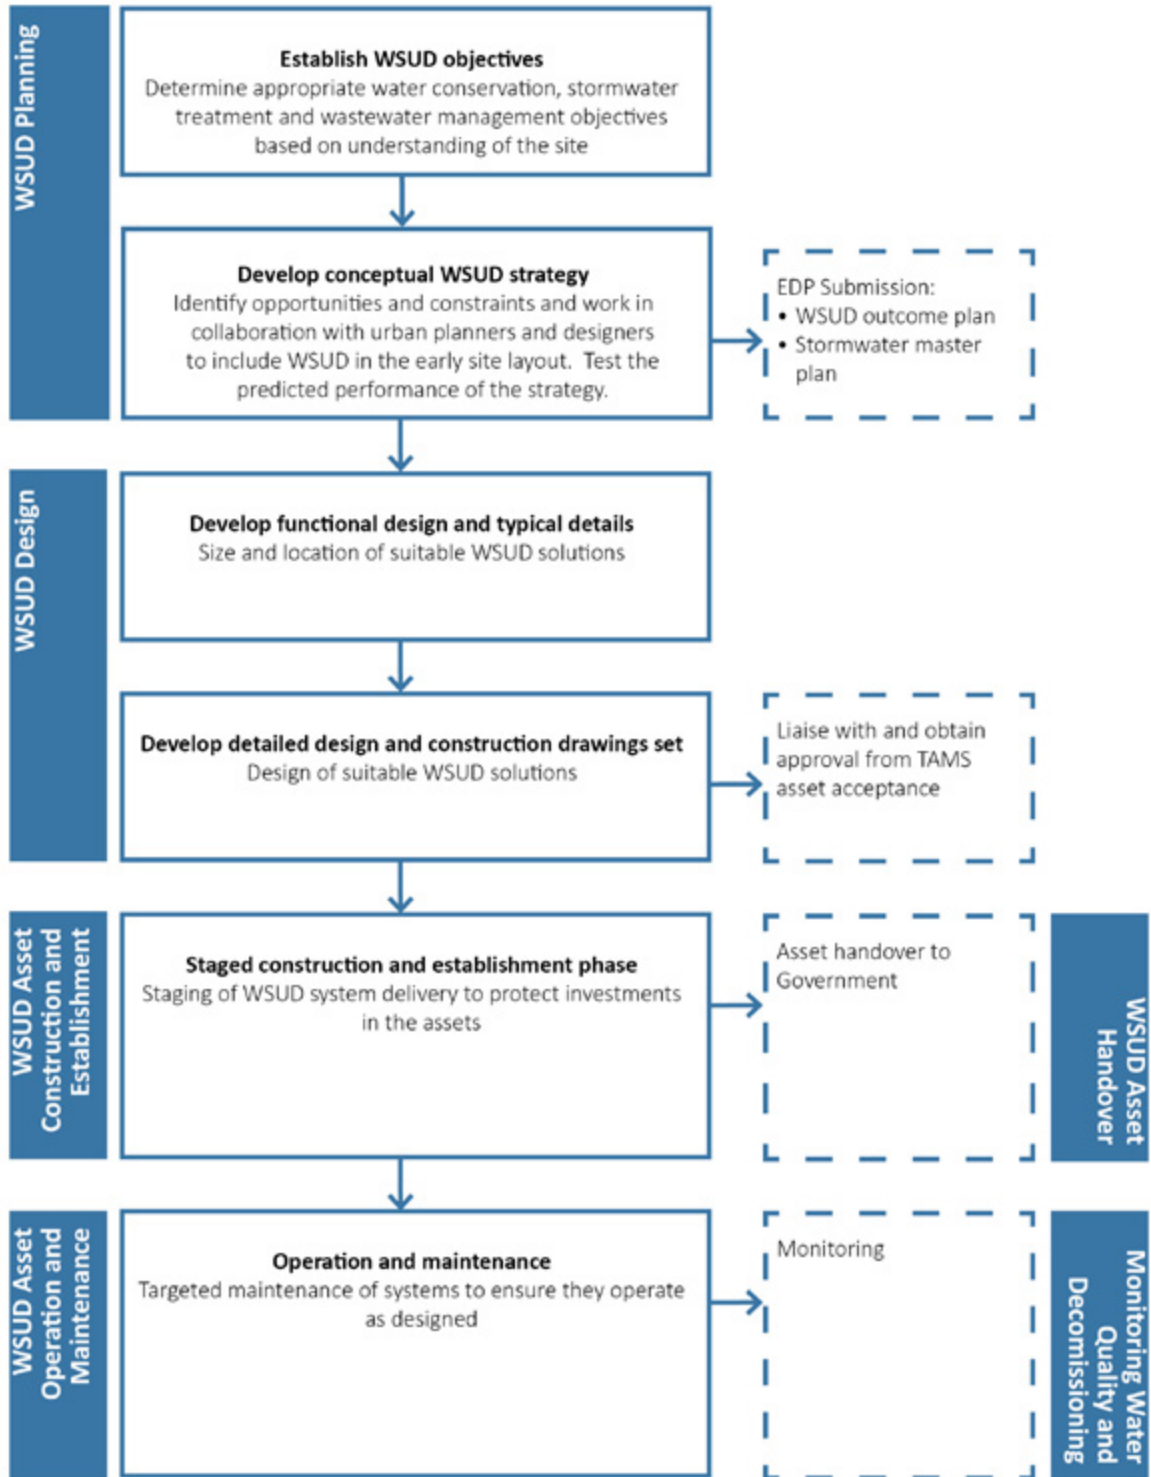 WSUD Planning
Establish WSUD objectives
Determine appropriate water conservation, stormwater
treatment and wastewater management objectives
based on understanding of the site
Develop conceptual WSUD strategy
Identify opportunities and constraints and work in
collaboration with urban planners and designers
to include WSUD in the early site layout. Test the
predicted performance of the strategy.
EDP Submission:
• WSUD outcome plan
• Stormwater master
plan
WSUD Design
Develop functional design and typical details
Size and location of suitable WSUD solutions
Develop detailed design and construction drawings set
Design of suitable WSUD solutions
Liaise with and obtain
approval from TAMS
asset acceptance
WSUD Asset
Construction and
Establishment
Staged construction and establishment phase
Staging of WSUD system delivery to protect investments
in the assets
Asset handover to
Government
WSUD Asset
Handover
WSUD Asset
Operation and
Maintenance
Operation and maintenance
Targeted maintenance of systems to ensure they operate
as designed
Monitoring
Monitoring Water
Quality and
Decomissioning